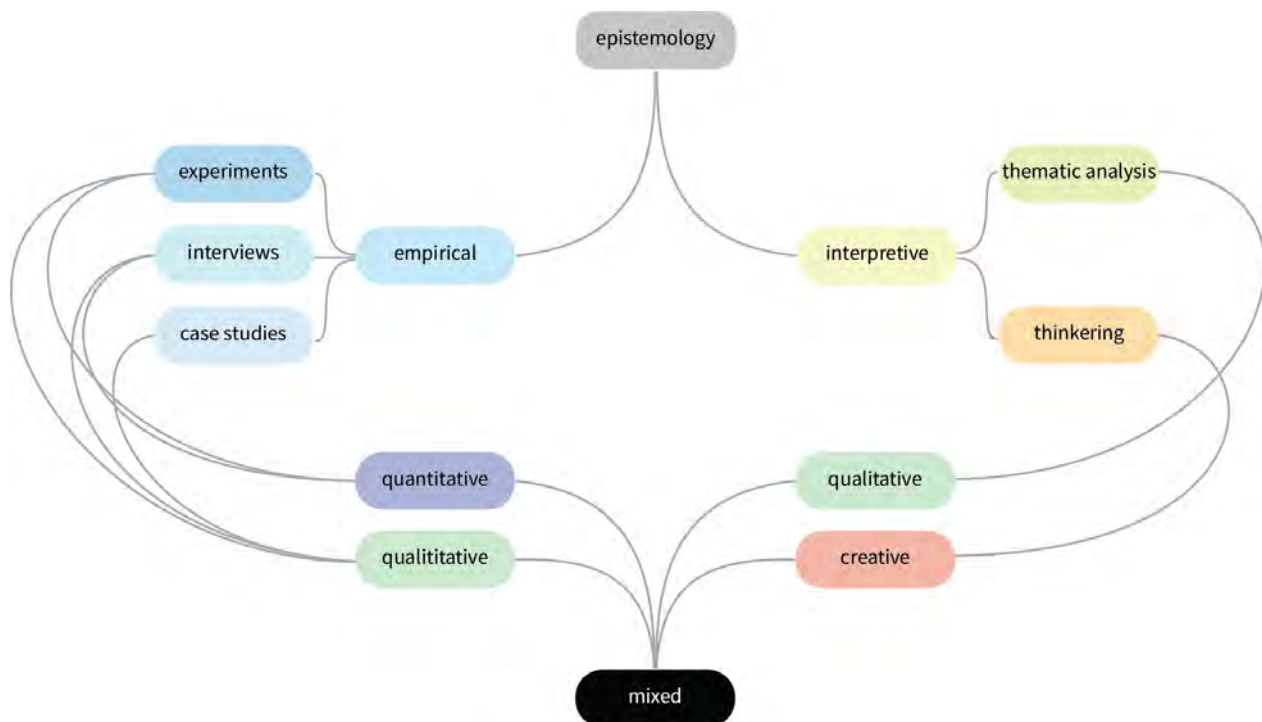 epistemology
experiments
thematic analysis
interviews
empirical
interpretive
case studies
thinkering
quantitative
qualitative
qualititative
creative
mixed